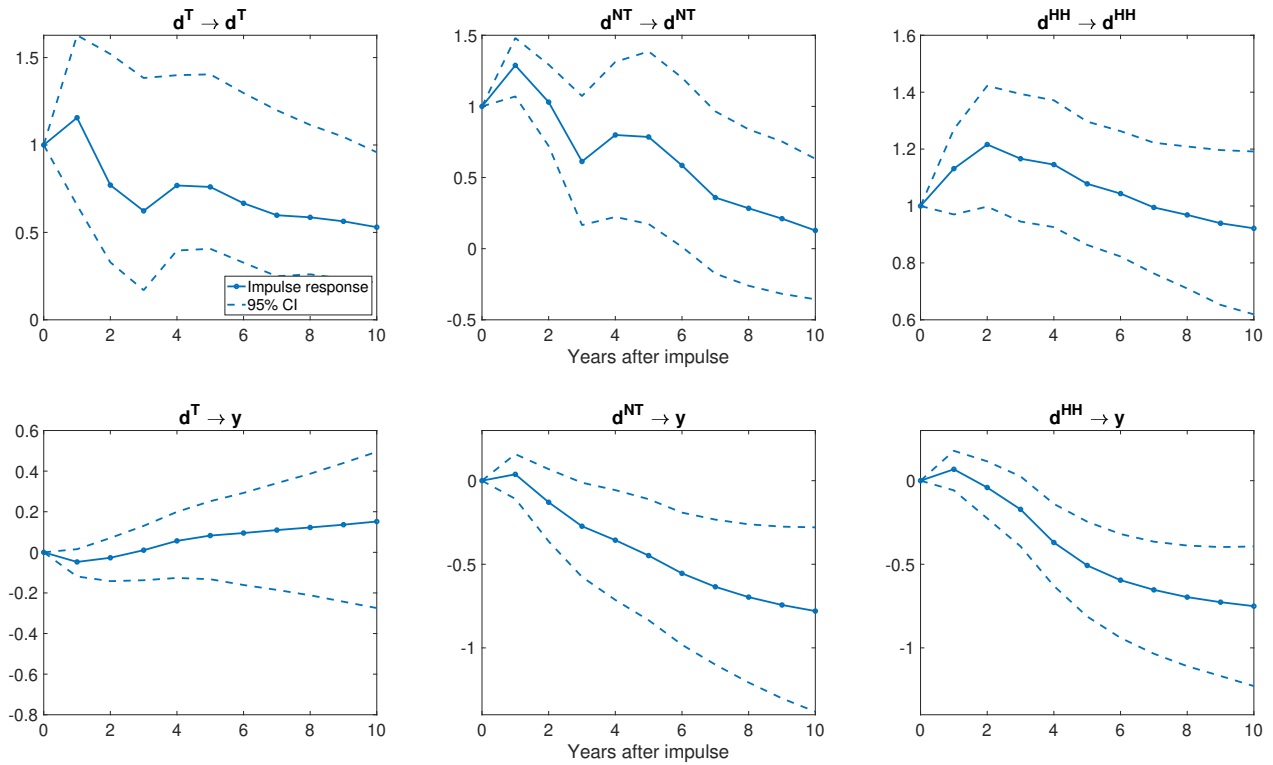 d^T → d^T
1.5
1
0.5
0
0 2 4 6 8 10
Impulse response
95% CI
d^NT → d^NT
1.5
1
0.5
0
-0.5
0 2 4 6 8 10
Years after impulse
d^HH → d^HH
1.6
1.4
1.2
1
0.8
0.6
0 2 4 6 8 10
d^T → y
0.6
0.4
0.2
0
-0.2
-0.4
-0.6
-0.8
0 2 4 6 8 10
d^NT → y
0
-0.5
-1
0 2 4 6 8 10
Years after impulse
d^HH → y
0
-0.5
-1
0 2 4 6 8 10